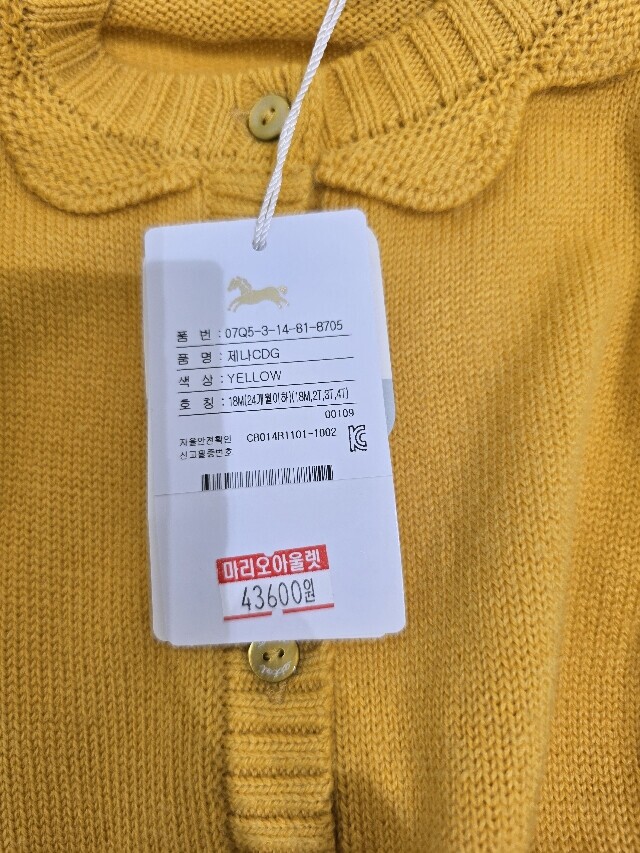 품 번 : 07Q5-3-14-81-8705
품 명 : 제나CDG
색 상 : YELLOW
호 칭 : 18M(24개월이하)(18M,2T,3T,4T)
00109
자율안전확인 CB014R1101-1002
신고필증번호
마리오아울렛
43600원